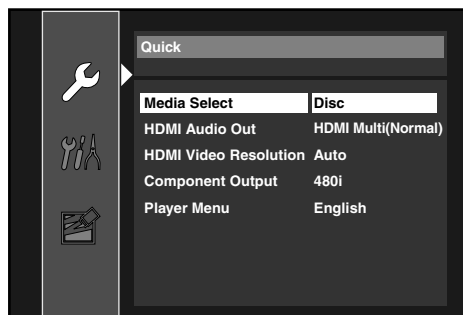 Quick
Media Select Disc
HDMI Audio Out HDMI Multi(Normal)
HDMI Video Resolution Auto
Component Output 480i
Player Menu English